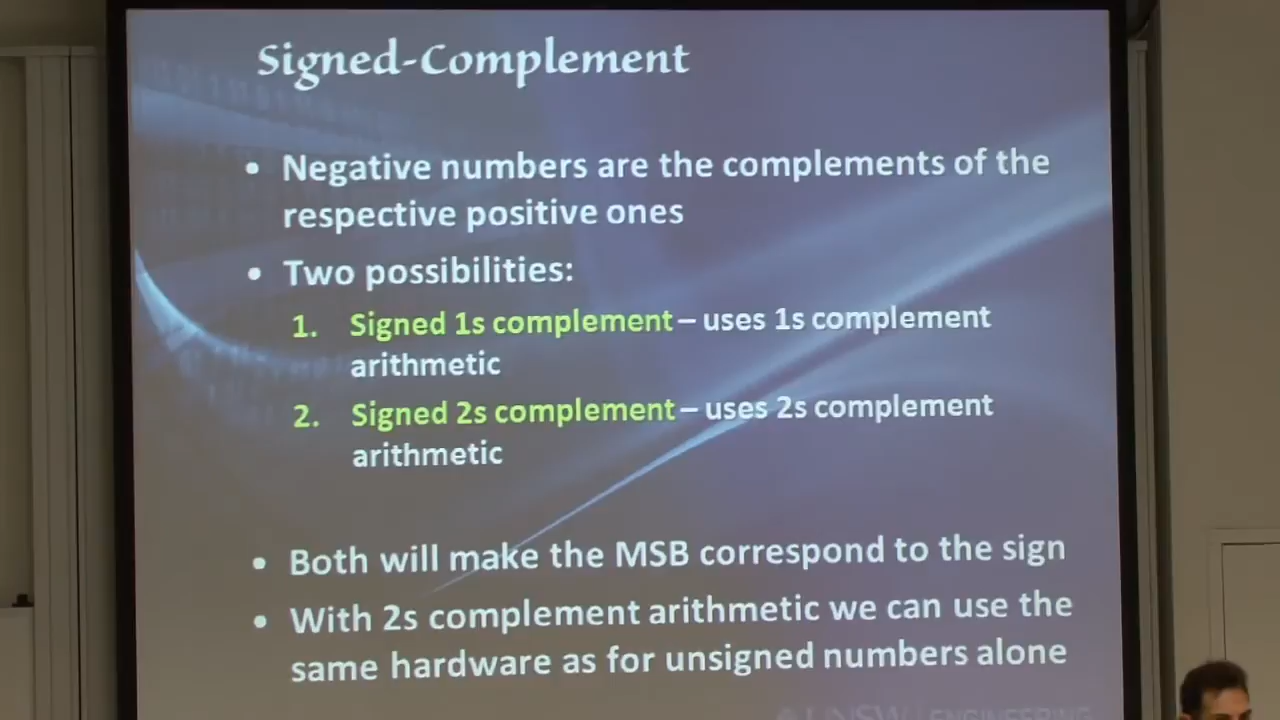 Signed-Complement
• Negative numbers are the complements of the
respective positive ones
• Two possibilities:
1. Signed 1s complement – uses 1s complement
arithmetic
2. Signed 2s complement – uses 2s complement
arithmetic
• Both will make the MSB correspond to the sign
• With 2s complement arithmetic we can use the
same hardware as for unsigned numbers alone
UNSW ENGINEERING